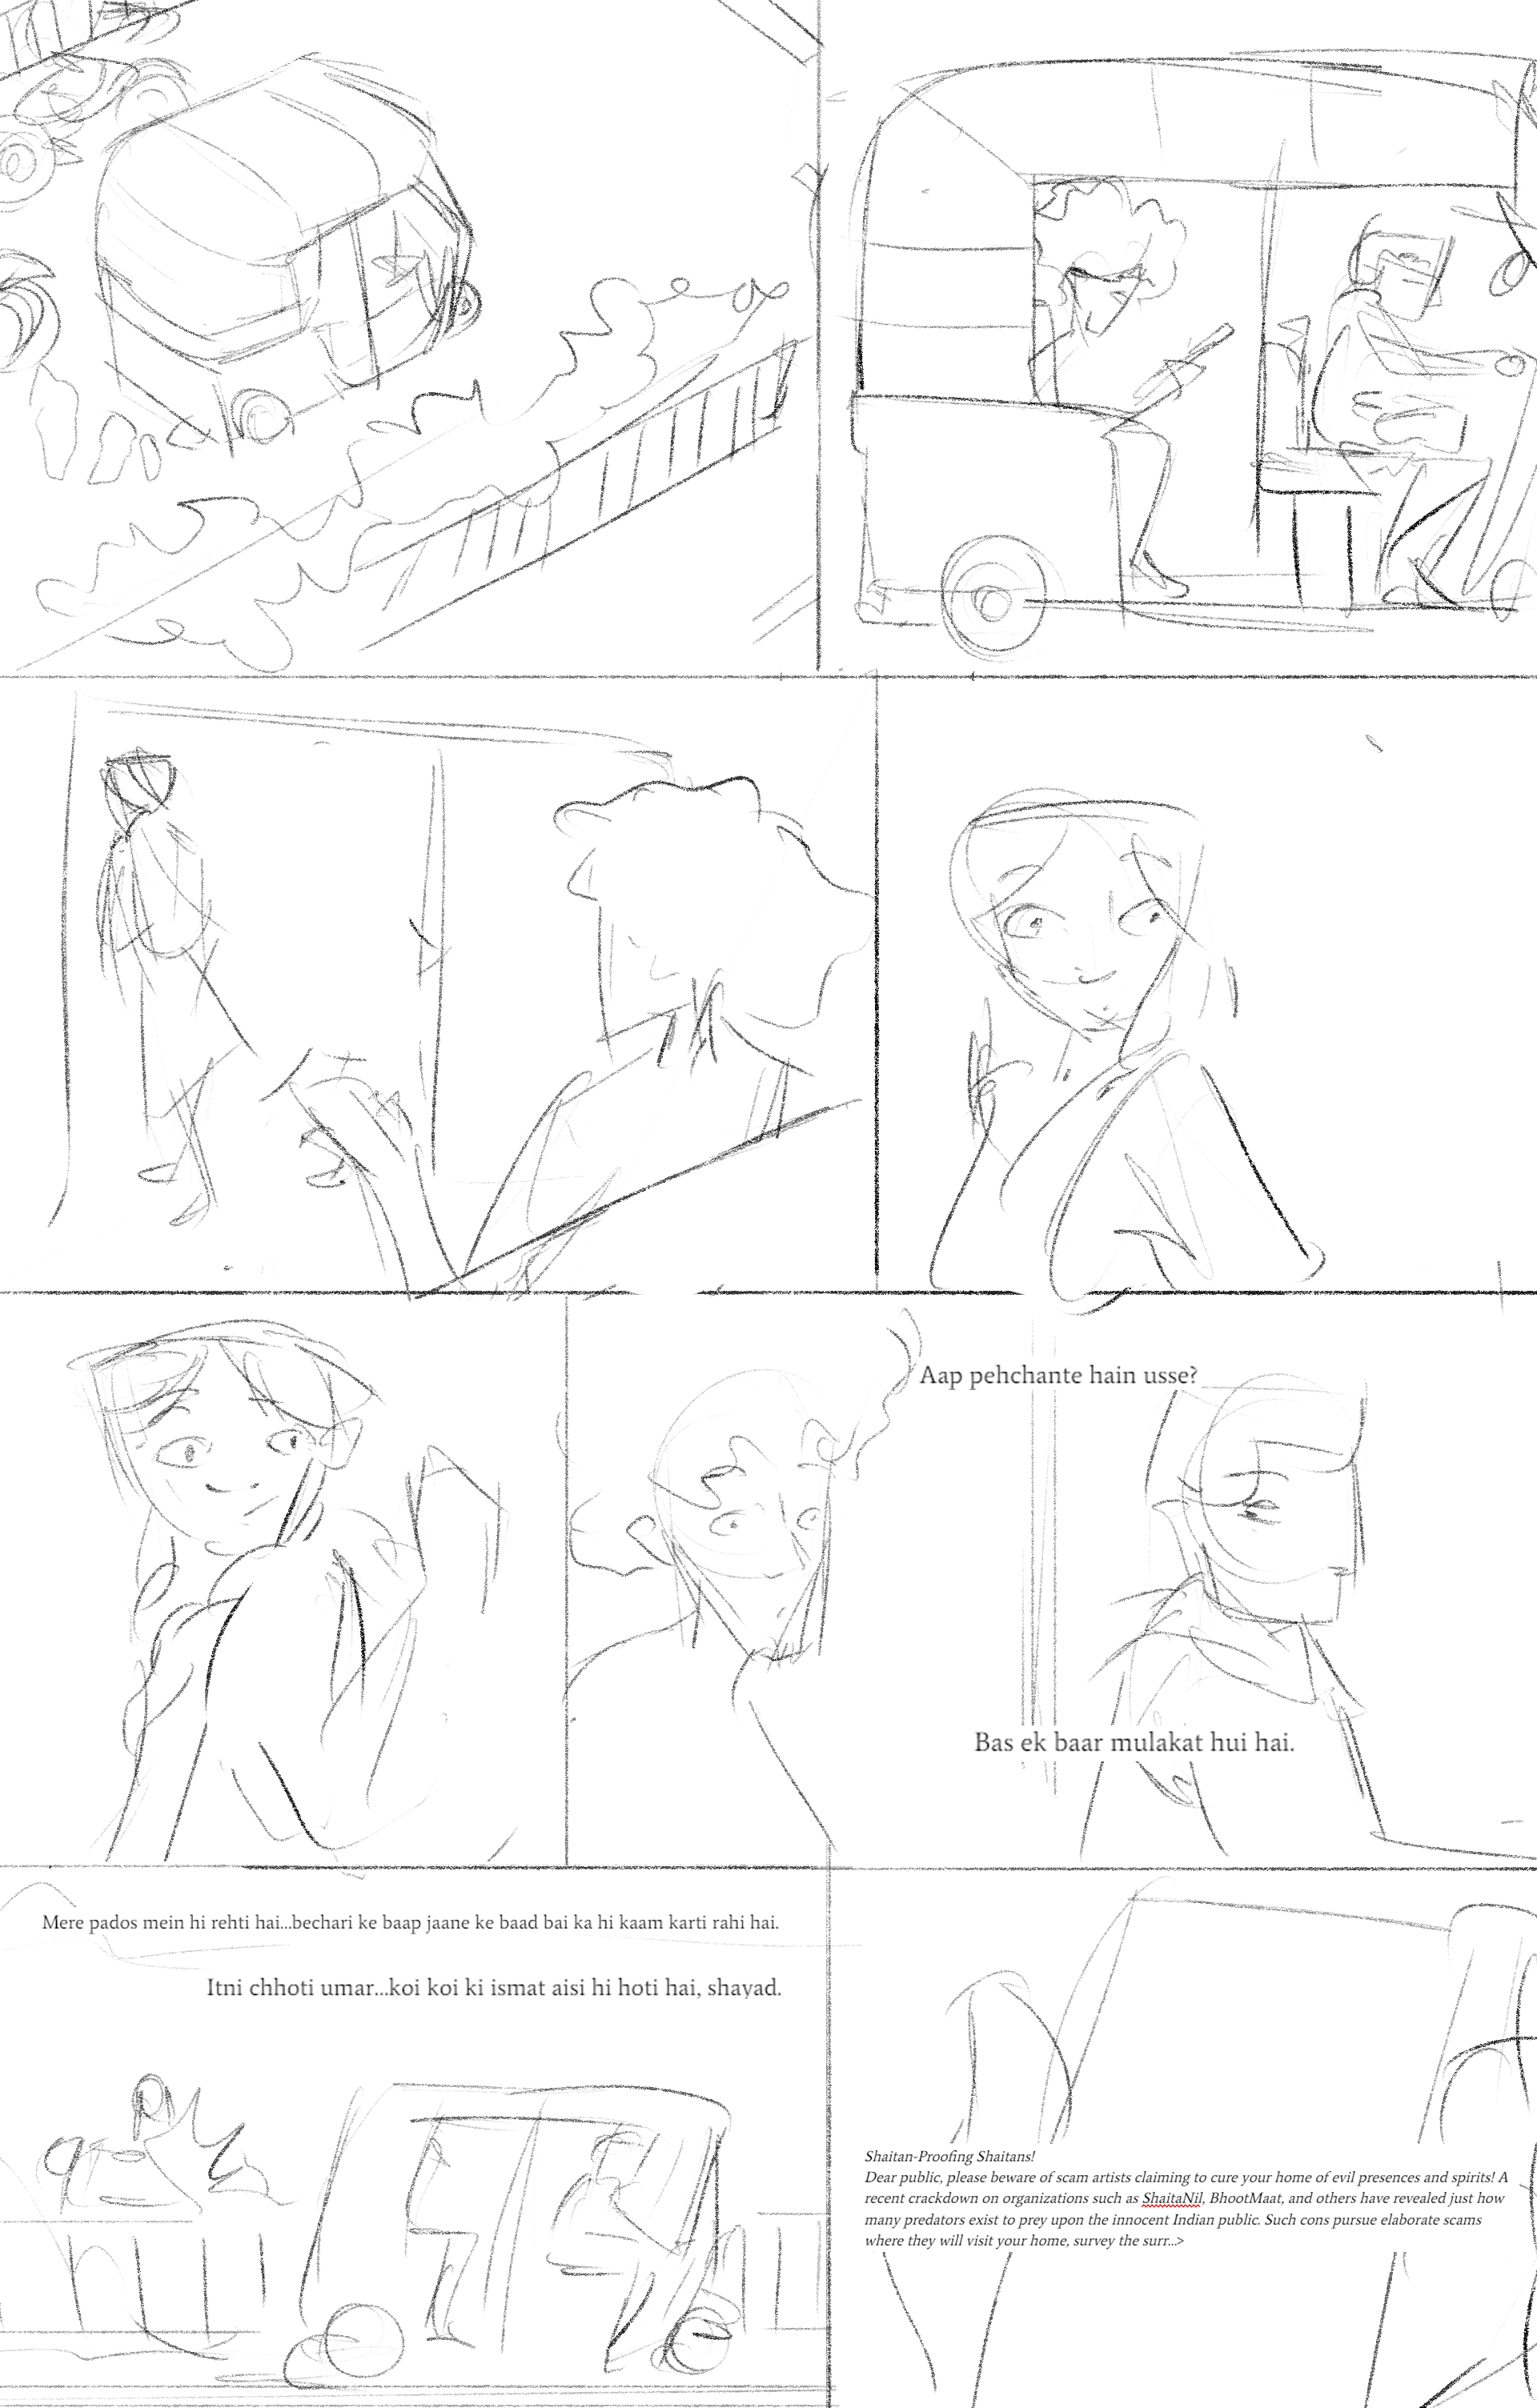 Aap pehchante hain usse?
Bas ek baar mulakat hui hai.
Mere pados mein hi rehti hai...bechari ke baap jaane ke baad bai ka hi kaam karti rahi hai.
Itni chhoti umar...koi koi ki ismat aisi hi hoti hai, shayad.
Shaitan-Proofing Shaitans!
Dear public, please beware of scam artists claiming to cure your home of evil presences and spirits! A
recent crackdown on organizations such as ShaitaNil, BhootMaat, and others have revealed just how
many predators exist to prey upon the innocent Indian public. Such cons pursue elaborate scams
where they will visit your home, survey the surr...>